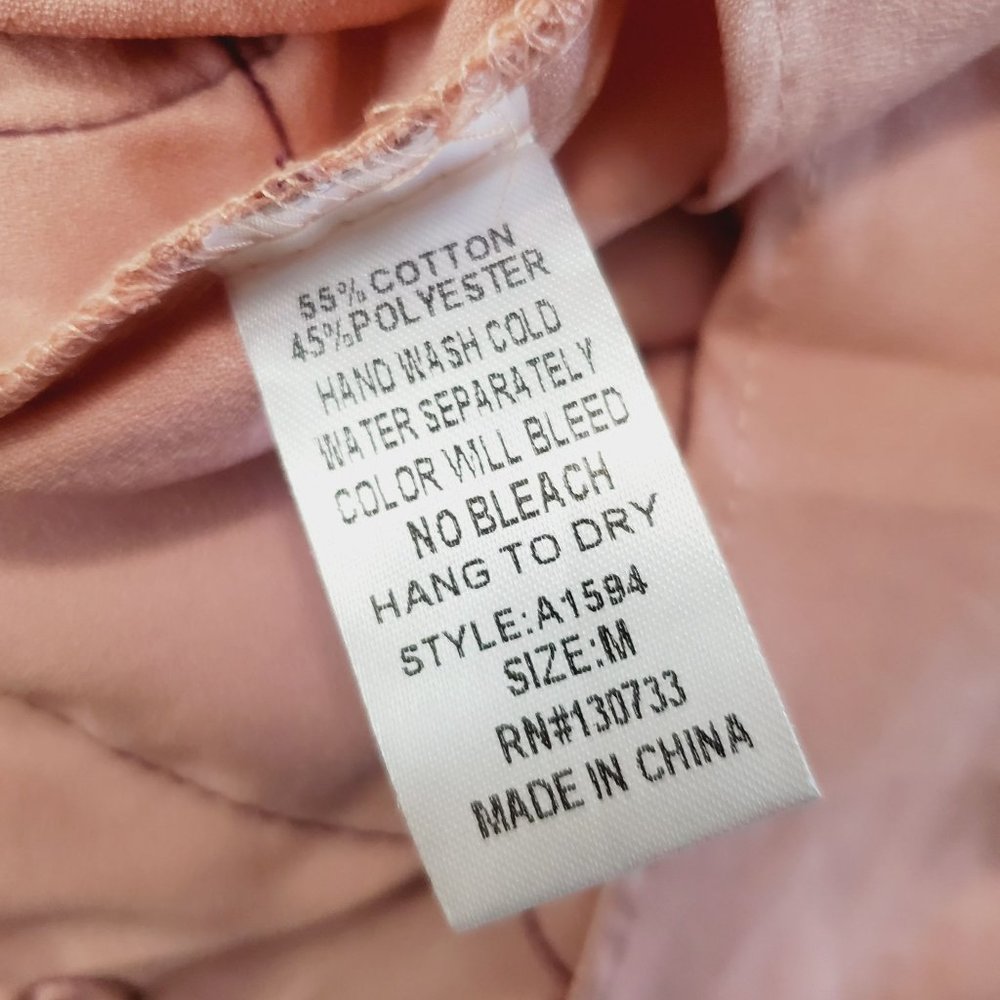 55% COTTON
45%POLYESTER
HAND WASH COLD
WATER SEPARATELY
COLOR WILL BLEED
NO BLEACH
HANG TO DRY
STYLE:A1594
SIZE:M
RN#130733
MADE IN CHINA